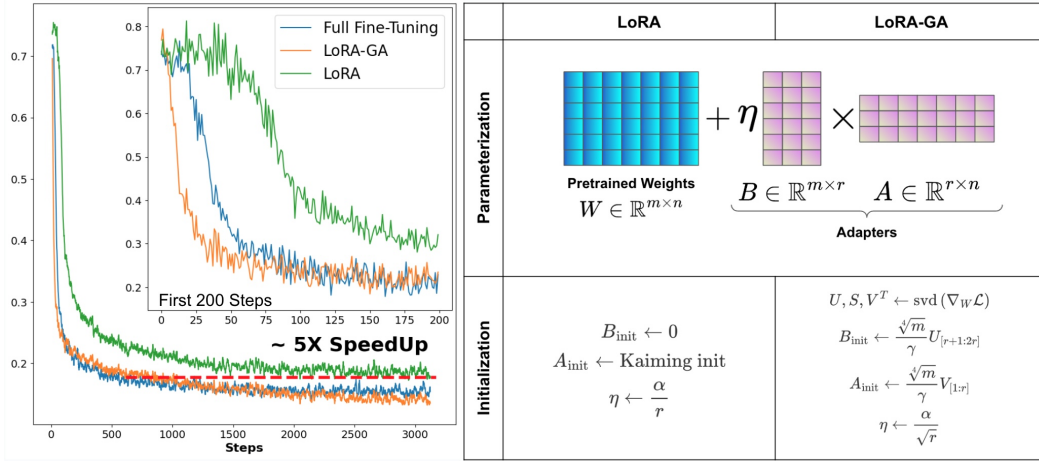 Full Fine-Tuning
LoRA-GA
LoRA
0.7
0.6
0.5
0.4
0.3
0.2
0.8
0.7
0.6
0.5
0.4
0.3
0.2
First 200 Steps
0 25 50 75 100 125 150 175 200
~ 5X SpeedUp
0 500 1000 1500 2000 2500 3000
Steps
LoRA LoRA-GA
Parameterization
+ η ×
Pretrained Weights
W ∈ ℝ^{m×n}
B ∈ ℝ^{m×r} A ∈ ℝ^{r×n}
Adapters
Initialization
B_init ← 0
A_init ← Kaiming init
η ← α/r
U, S, V^T ← svd (∇_W ℒ)
B_init ← ∜m/γ U_[r+1:2r]
A_init ← ∜m/γ V_[1:r]
η ← α/√r